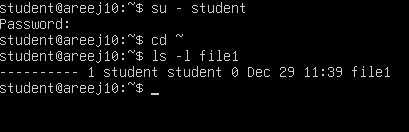 student@areej10:~$ su - student
Password:
student@areej10:~$ cd ~
student@areej10:~$ ls -l file1
---------- 1 student student 0 Dec 29 11:39 file1
student@areej10:~$ _